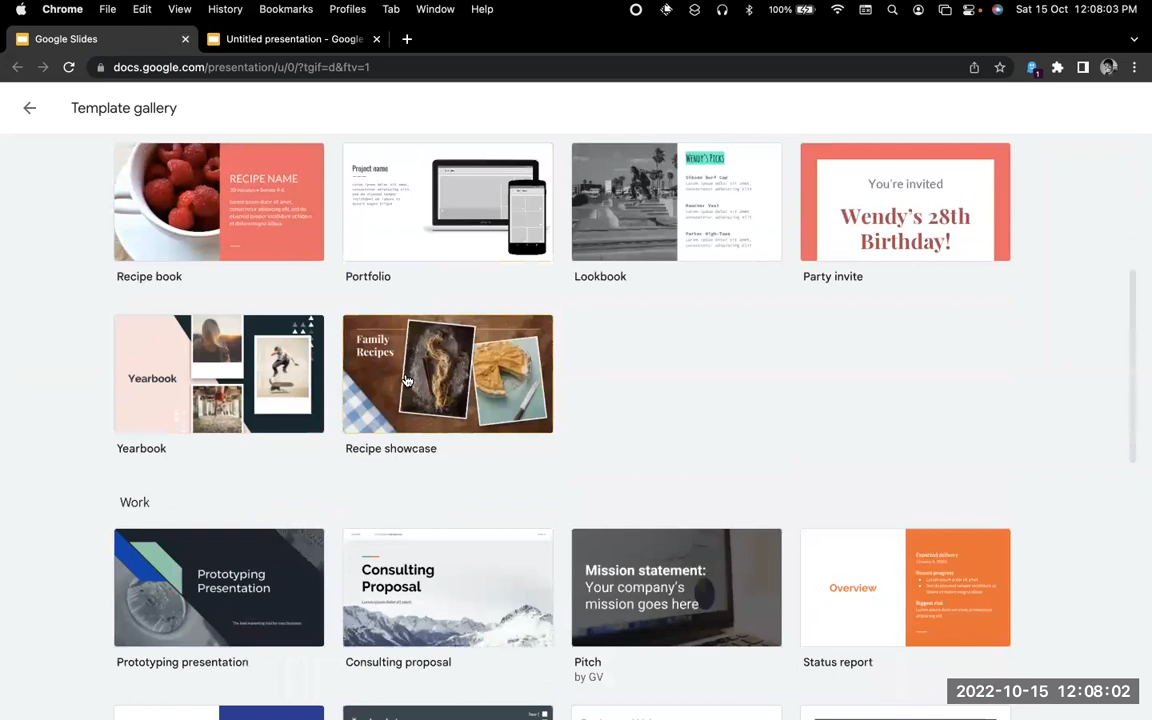 Chrome File Edit View History Bookmarks Profiles Tab Window Help 100% Sat 15 Oct 12:08:03 PM
Google Slides Untitled presentation - Google
docs.google.com/presentation/u/0/?tgif=d&ftv=1
1
Template gallery
RECIPE NAME
Project name
WENDY'S PICKS
You're invited
Wendy's 28th
Birthday!
Recipe book
Portfolio
Lookbook
Party invite
Yearbook
Family
Recipes
Yearbook
Recipe showcase
Work
Prototyping
Presentation
Consulting
Proposal
Mission statement:
Your company's
mission goes here
Overview
Prototyping presentation
Consulting proposal
Pitch
by GV
Status report
2022-10-15 12:08:02